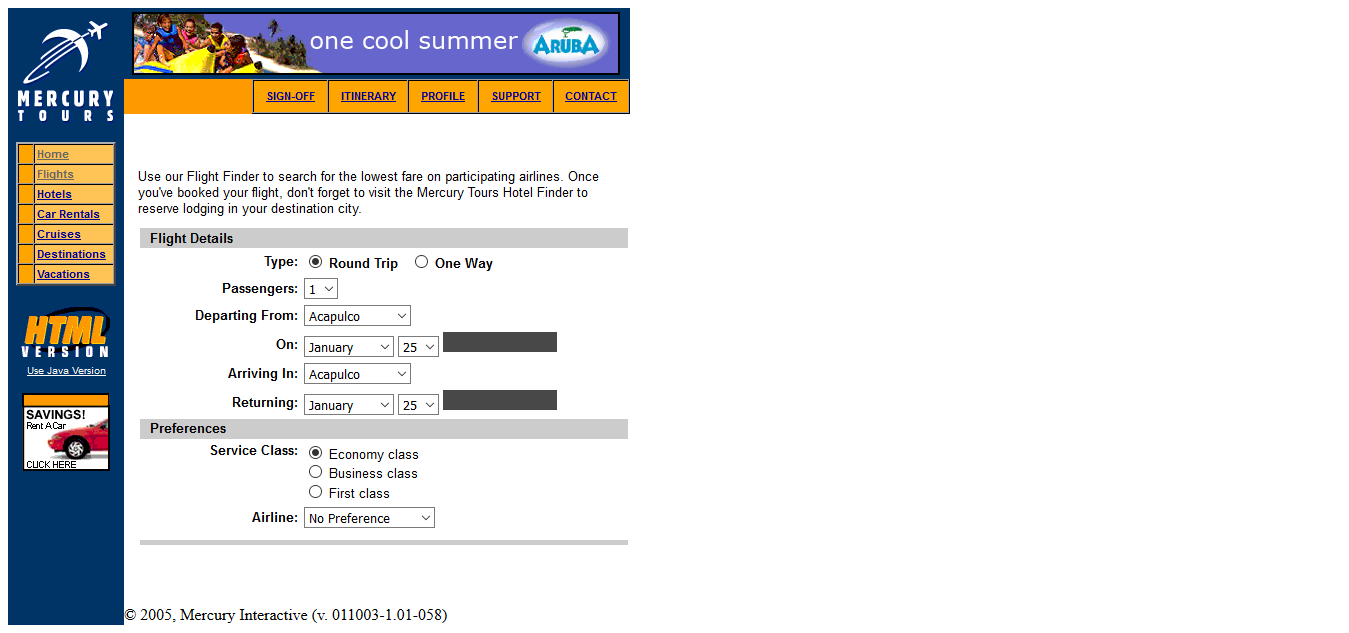 MERCURY
TOURS
one cool summer
ARUBA
SIGN-OFF ITINERARY PROFILE SUPPORT CONTACT
Home
Flights
Hotels
Car Rentals
Cruises
Destinations
Vacations
HTML
VERSION
Use Java Version
SAVINGS!
Rent A Car
CLICK HERE
Use our Flight Finder to search for the lowest fare on participating airlines. Once
you've booked your flight, don't forget to visit the Mercury Tours Hotel Finder to
reserve lodging in your destination city.
Flight Details
Type: Round Trip One Way
Passengers: 1
Departing From: Acapulco
On: January 25
Arriving In: Acapulco
Returning: January 25
Preferences
Service Class: Economy class
Business class
First class
Airline: No Preference
© 2005, Mercury Interactive (v. 011003-1.01-058)